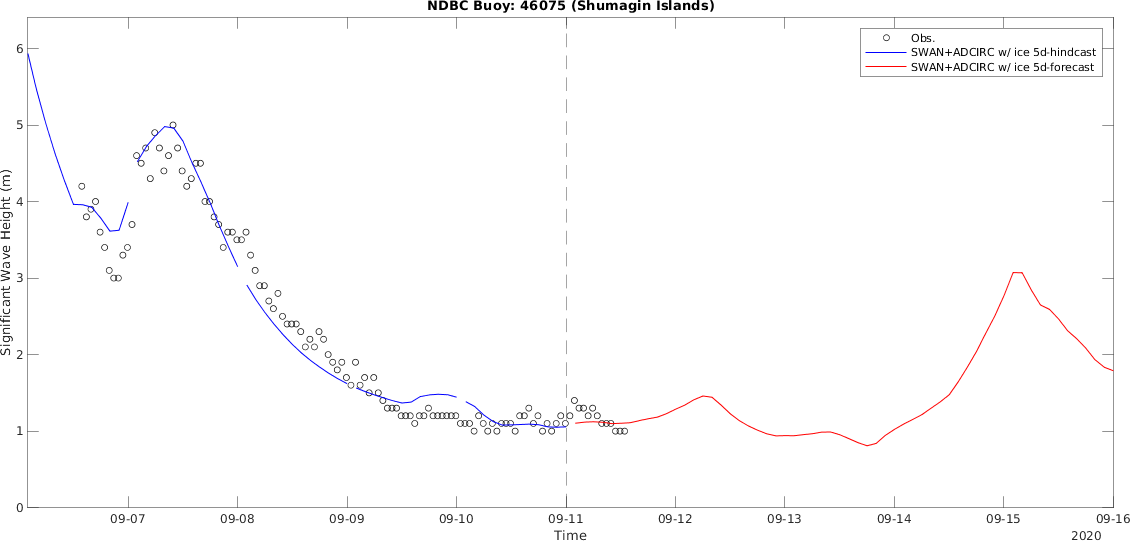 NDBC Buoy: 46075 (Shumagin Islands)
Obs.
SWAN+ADCIRC w/ ice 5d-hindcast
SWAN+ADCIRC w/ ice 5d-forecast
Significant Wave Height (m)
6
5
4
3
2
1
0
09-07 09-08 09-09 09-10 09-11 09-12 09-13 09-14 09-15 09-16
Time
2020